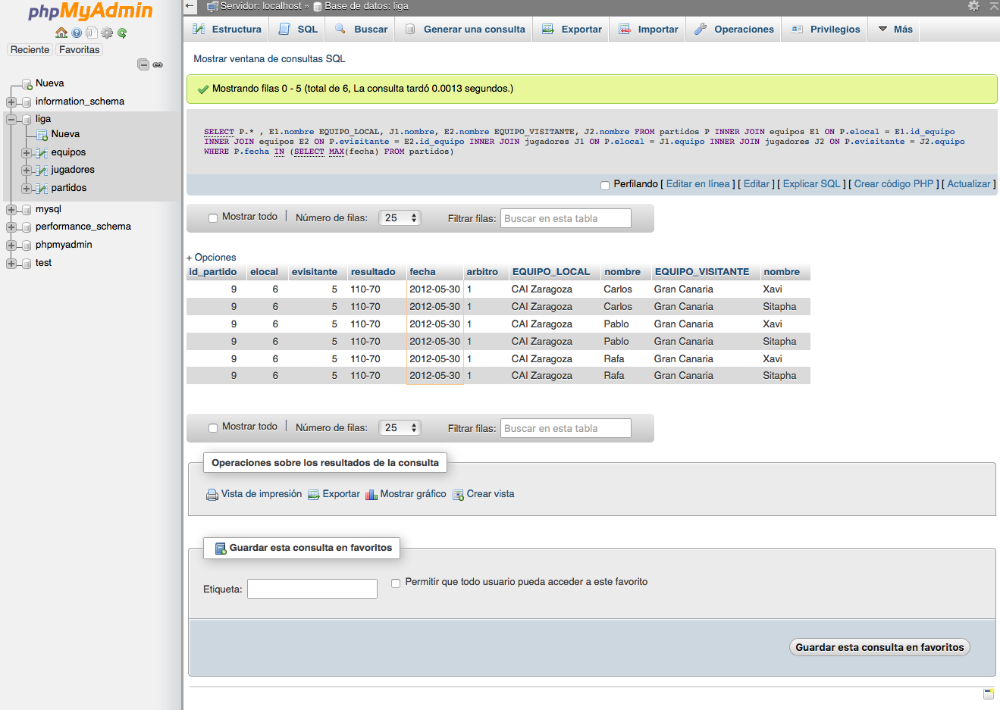 phpMyAdmin
Reciente Favoritas
Nueva
information_schema
liga
Nueva
equipos
jugadores
partidos
mysql
performance_schema
phpmyadmin
test
Servidor: localhost » Base de datos: liga
Estructura SQL Buscar Generar una consulta Exportar Importar Operaciones Privilegios Más
Mostrar ventana de consultas SQL
Mostrando filas 0 - 5 (total de 6, La consulta tardó 0.0013 segundos.)
SELECT P.* , E1.nombre EQUIPO_LOCAL, J1.nombre, E2.nombre EQUIPO_VISITANTE, J2.nombre FROM partidos P INNER JOIN equipos E1 ON P.elocal = E1.id_equipo
INNER JOIN equipos E2 ON P.evisitante = E2.id_equipo INNER JOIN jugadores J1 ON P.elocal = J1.equipo INNER JOIN jugadores J2 ON P.evisitante = J2.equipo
WHERE P.fecha IN (SELECT MAX(fecha) FROM partidos)
Perfilando [ Editar en línea ] [ Editar ] [ Explicar SQL ] [ Crear código PHP ] [ Actualizar ]
Mostrar todo | Número de filas: 25 Filtrar filas: Buscar en esta tabla
+ Opciones
id_partido elocal evisitante resultado fecha arbitro EQUIPO_LOCAL nombre EQUIPO_VISITANTE nombre
9 6 5 110-70 2012-05-30 1 CAI Zaragoza Carlos Gran Canaria Xavi
9 6 5 110-70 2012-05-30 1 CAI Zaragoza Carlos Gran Canaria Sitapha
9 6 5 110-70 2012-05-30 1 CAI Zaragoza Pablo Gran Canaria Xavi
9 6 5 110-70 2012-05-30 1 CAI Zaragoza Pablo Gran Canaria Sitapha
9 6 5 110-70 2012-05-30 1 CAI Zaragoza Rafa Gran Canaria Xavi
9 6 5 110-70 2012-05-30 1 CAI Zaragoza Rafa Gran Canaria Sitapha
Mostrar todo | Número de filas: 25 Filtrar filas: Buscar en esta tabla
Operaciones sobre los resultados de la consulta
Vista de impresión Exportar Mostrar gráfico Crear vista
Guardar esta consulta en favoritos
Etiqueta: Permitir que todo usuario pueda acceder a este favorito
Guardar esta consulta en favoritos